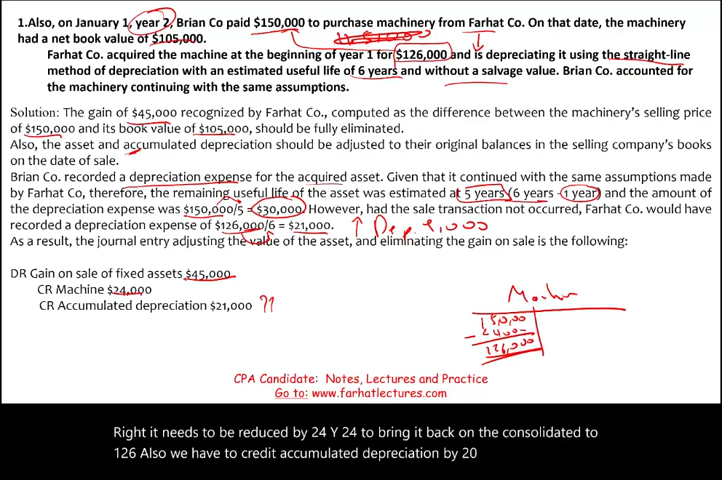 1.Also, on January 1, year 2, Brian Co paid $150,000 to purchase machinery from Farhat Co. On that date, the machinery
had a net book value of $105,000.
Farhat Co. acquired the machine at the beginning of year 1 for $126,000 and is depreciating it using the straight-line
method of depreciation with an estimated useful life of 6 years and without a salvage value. Brian Co. accounted for
the machinery continuing with the same assumptions.
Solution: The gain of $45,000 recognized by Farhat Co., computed as the difference between the machinery's selling price
of $150,000 and its book value of $105,000, should be fully eliminated.
Also, the asset and accumulated depreciation should be adjusted to their original balances in the selling company's books
on the date of sale.
Brian Co. recorded a depreciation expense for the acquired asset. Given that it continued with the same assumptions made
by Farhat Co, therefore, the remaining useful life of the asset was estimated at 5 years (6 years - 1 year) and the amount of
the depreciation expense was $150,000/5 = $30,000. However, had the sale transaction not occurred, Farhat Co. would have
recorded a depreciation expense of $126,000/6 = $21,000. Dep 9,000
As a result, the journal entry adjusting the value of the asset, and eliminating the gain on sale is the following:
DR Gain on sale of fixed assets $45,000
CR Machine $24,000
CR Accumulated depreciation $21,000 ??
150,00
- 2400
126,000
CPA Candidate: Notes, Lectures and Practice
Go to: www.farhatlectures.com
Right it needs to be reduced by 24 Y 24 to bring it back on the consolidated to
126 Also we have to credit accumulated depreciation by 20